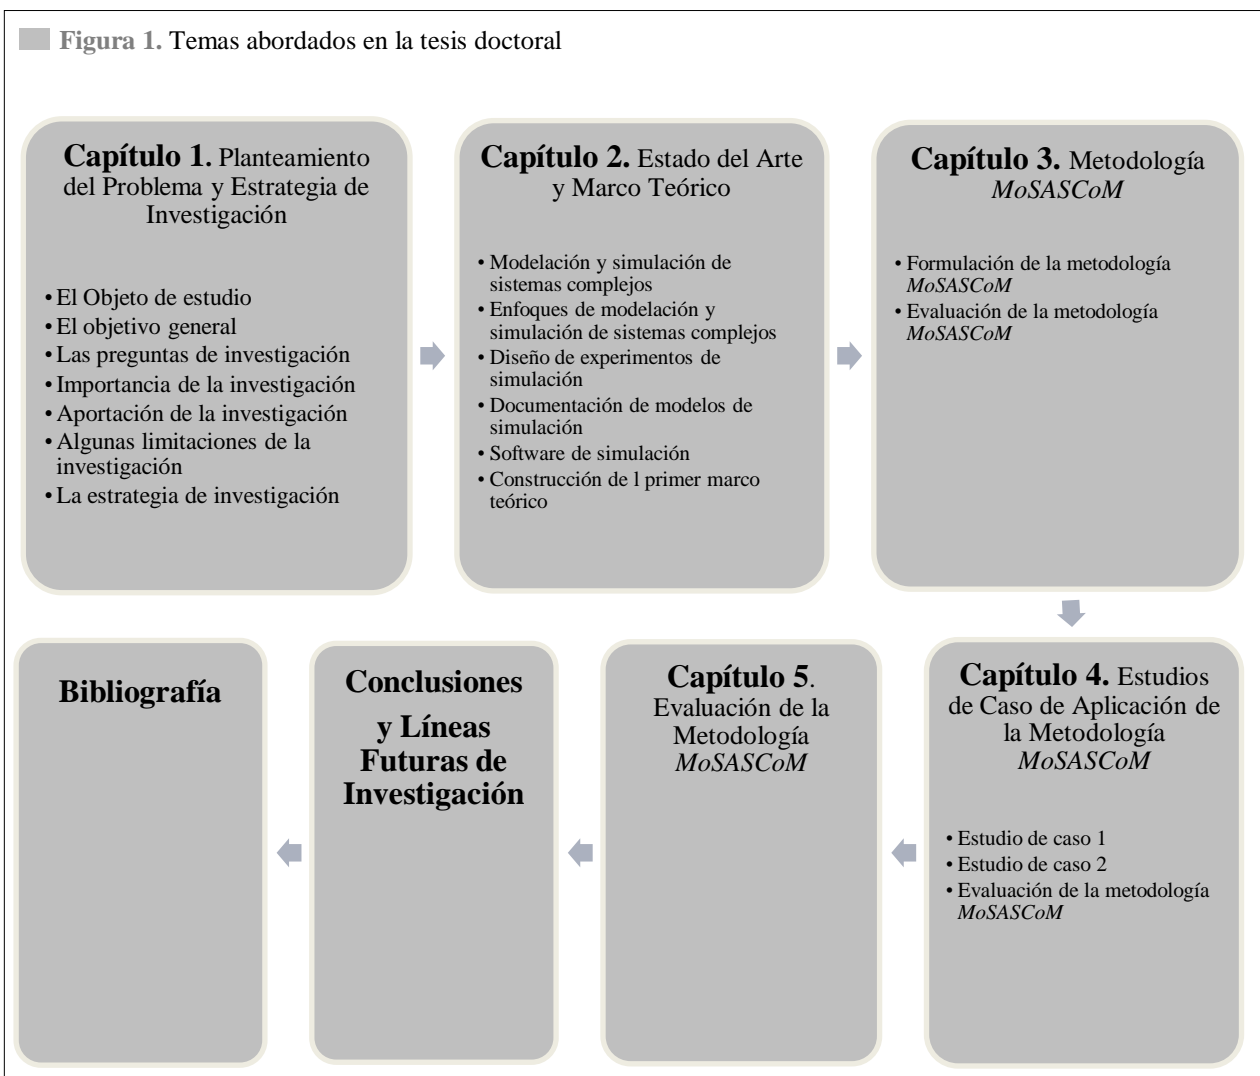 Figura 1. Temas abordados en la tesis doctoral
Capítulo 1. Planteamiento
del Problema y Estrategia de
Investigación
• El Objeto de estudio
• El objetivo general
• Las preguntas de investigación
• Importancia de la investigación
• Aportación de la investigación
• Algunas limitaciones de la
investigación
• La estrategia de investigación
Capítulo 2. Estado del Arte
y Marco Teórico
• Modelación y simulación de
sistemas complejos
• Enfoques de modelación y
simulación de sistemas complejos
• Diseño de experimentos de
simulación
• Documentación de modelos de
simulación
• Software de simulación
• Construcción de l primer marco
teórico
Capítulo 3. Metodología
MoSASCoM
• Formulación de la metodología
MoSASCoM
• Evaluación de la metodología
MoSASCoM
Capítulo 4. Estudios
de Caso de Aplicación de
la Metodología
MoSASCoM
• Estudio de caso 1
• Estudio de caso 2
• Evaluación de la metodología
MoSASCoM
Capítulo 5.
Evaluación de la
Metodología
MoSASCoM
Conclusiones
y Líneas
Futuras de
Investigación
Bibliografía